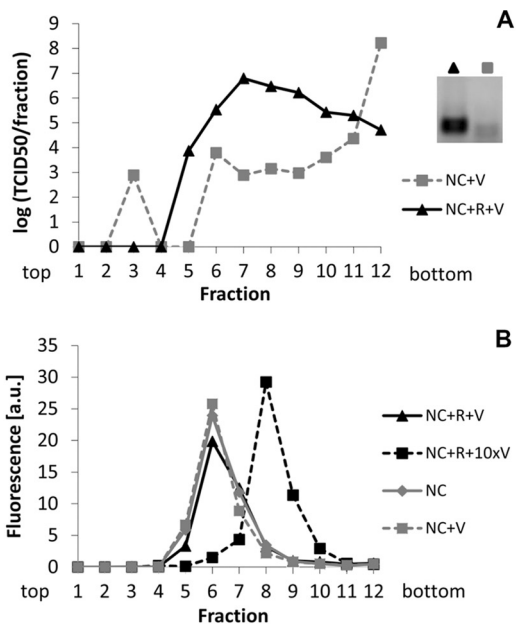 A
9
8
7
6
5
4
3
2
1
0
log (TCID50/fraction)
NC+V
NC+R+V
top 1 2 3 4 5 6 7 8 9 10 11 12 bottom
Fraction
B
35
30
25
20
15
10
5
0
Fluorescence [a.u.]
NC+R+V
NC+R+10xV
NC
NC+V
top 1 2 3 4 5 6 7 8 9 10 11 12 bottom
Fraction